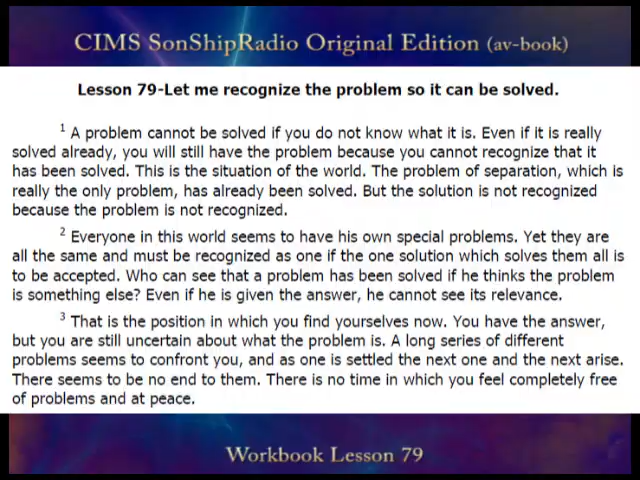 CIMS SonShipRadio Original Edition (av-book)
Lesson 79-Let me recognize the problem so it can be solved.
1 A problem cannot be solved if you do not know what it is. Even if it is really
solved already, you will still have the problem because you cannot recognize that it
has been solved. This is the situation of the world. The problem of separation, which is
really the only problem, has already been solved. But the solution is not recognized
because the problem is not recognized.
2 Everyone in this world seems to have his own special problems. Yet they are
all the same and must be recognized as one if the one solution which solves them all is
to be accepted. Who can see that a problem has been solved if he thinks the problem
is something else? Even if he is given the answer, he cannot see its relevance.
3 That is the position in which you find yourselves now. You have the answer,
but you are still uncertain about what the problem is. A long series of different
problems seems to confront you, and as one is settled the next one and the next arise.
There seems to be no end to them. There is no time in which you feel completely free
of problems and at peace.
Workbook Lesson 79